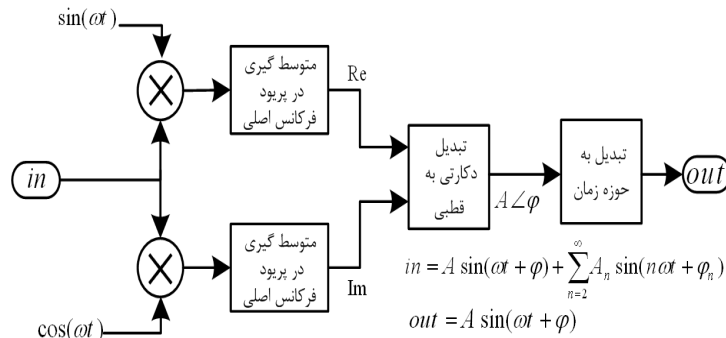 sin(ωt)
متوسط گیری
در پریود
فرکانس اصلی
Re
in
تبدیل
دکارتی به
قطبی
A∠φ
تبدیل به
حوزه زمان
out
متوسط گیری
در پریود
فرکانس اصلی
Im
cos(ωt)
in = A sin(ωt + φ) + ∑_{n=2}^{∞} A_n sin(nωt + φ_n)
out = A sin(ωt + φ)